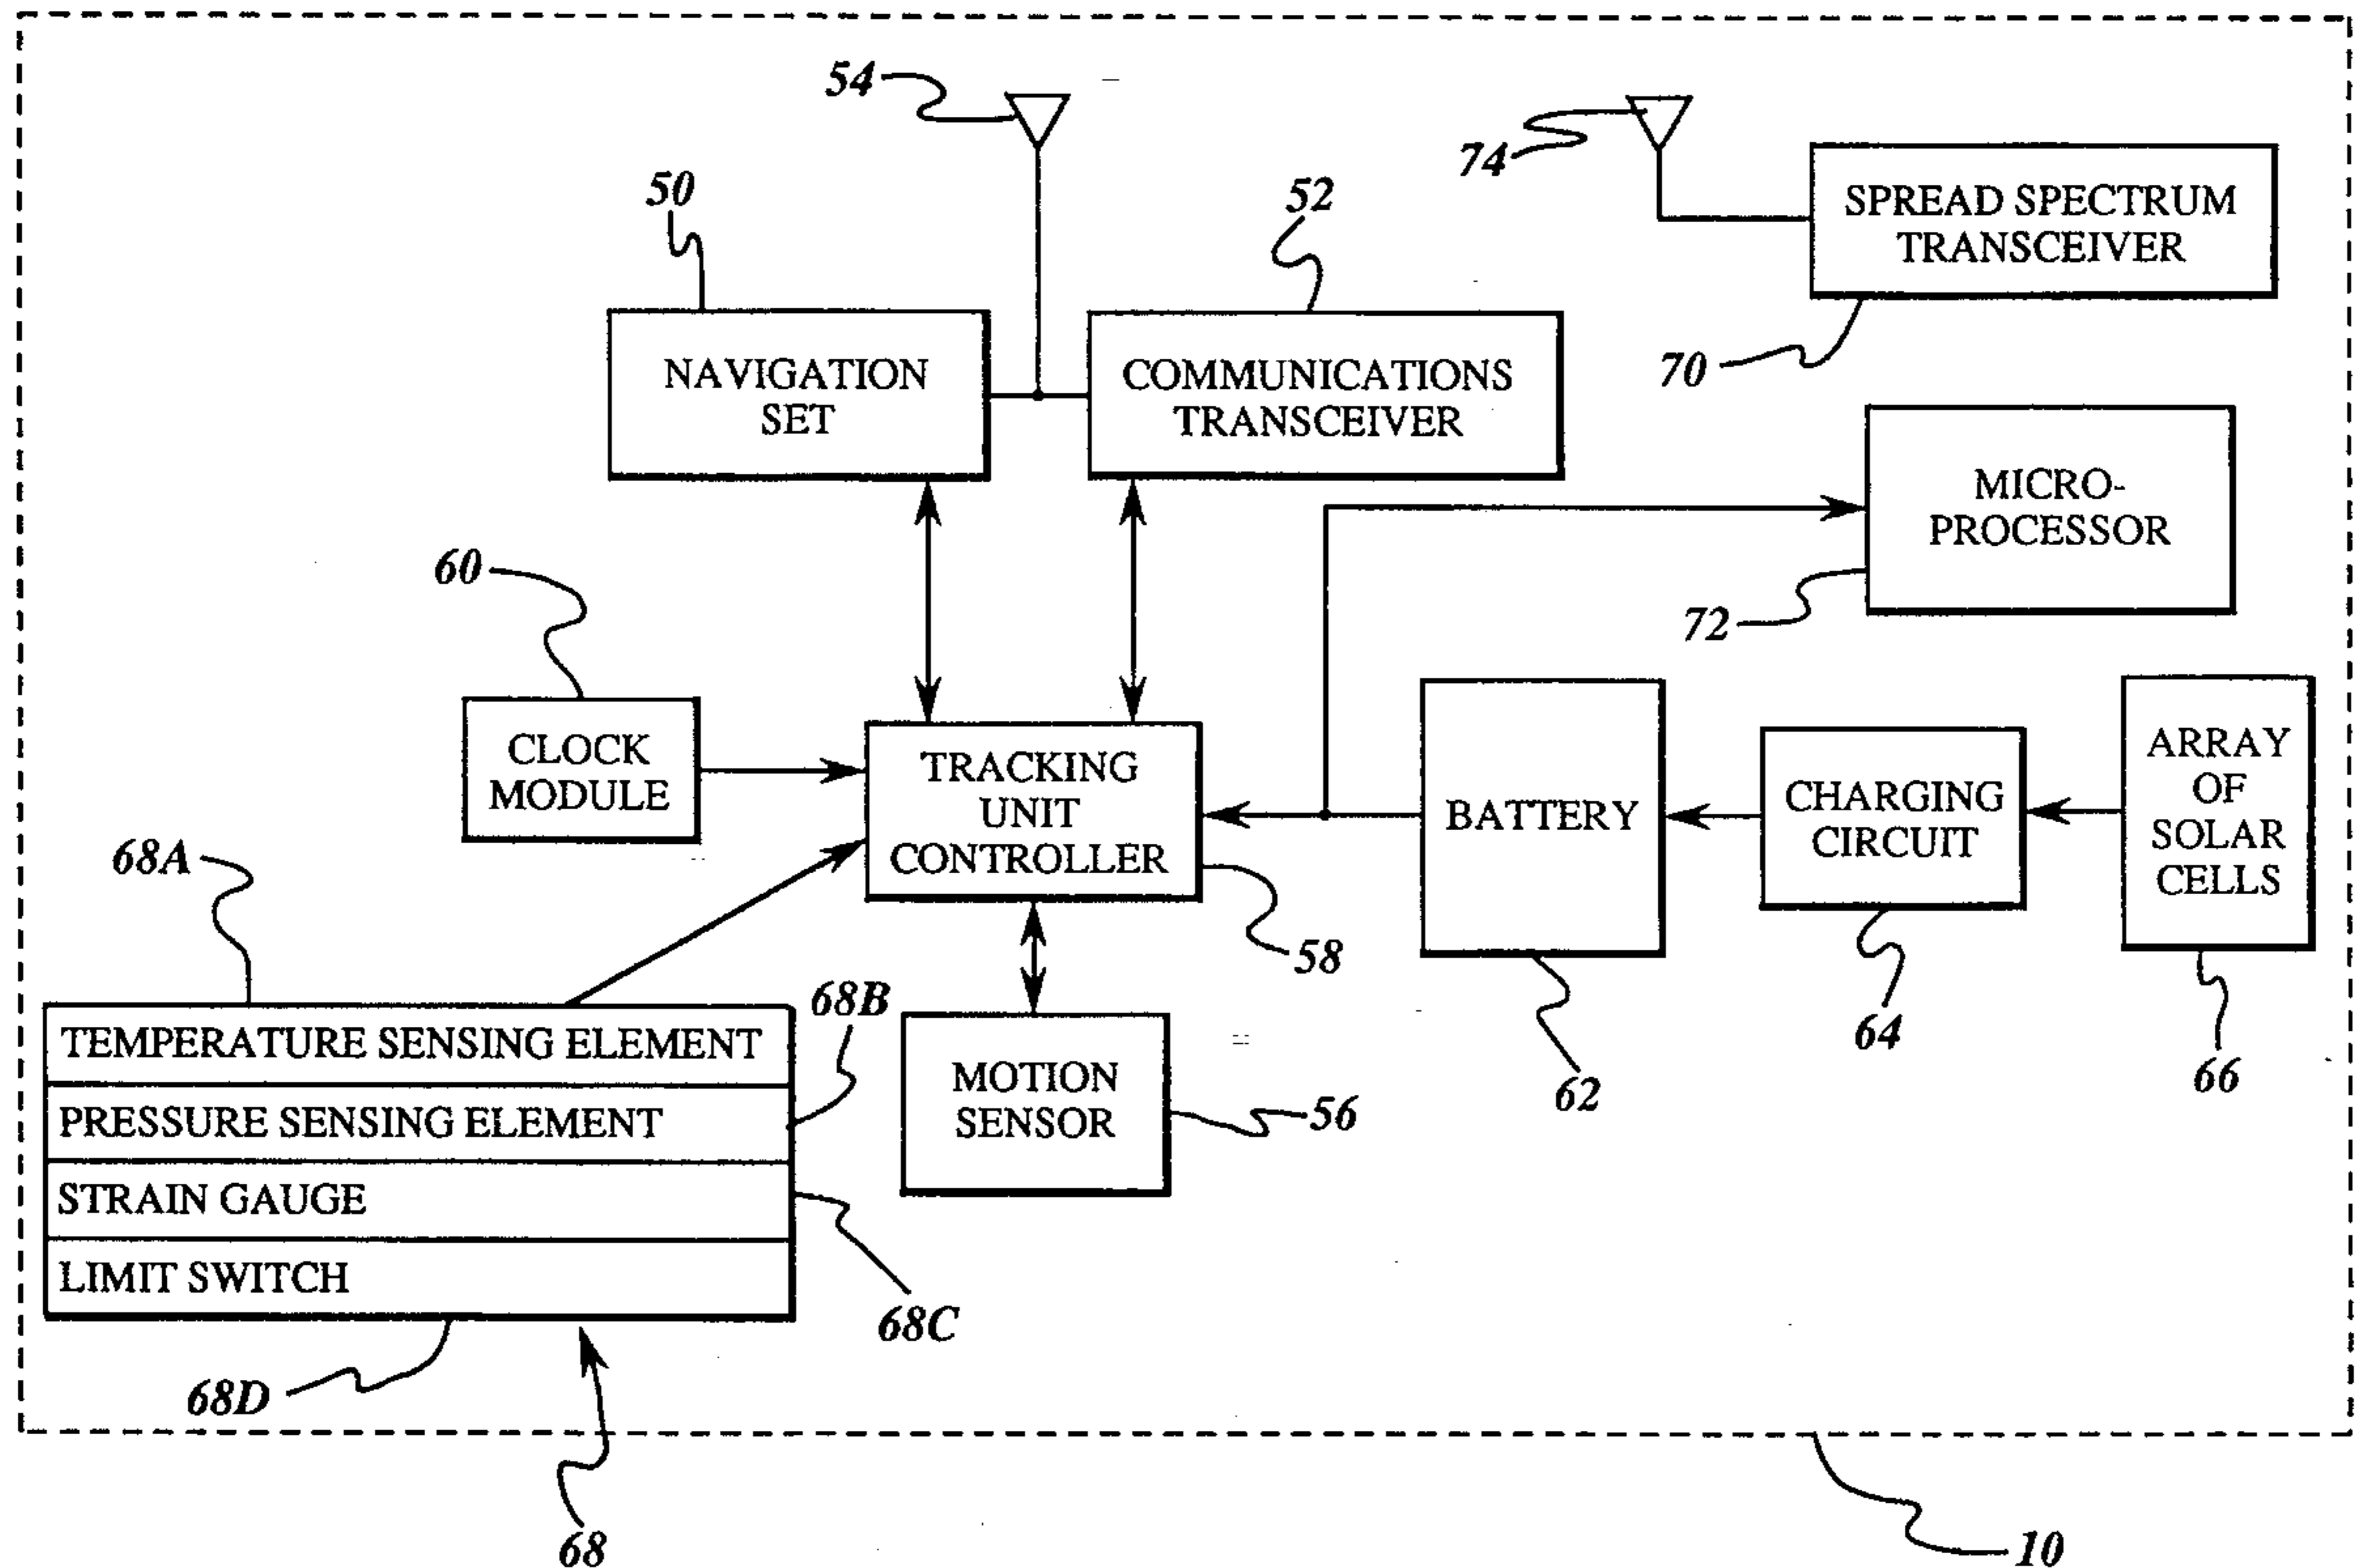 54
74
50
52
SPREAD SPECTRUM
TRANSCEIVER
70
NAVIGATION
SET
COMMUNICATIONS
TRANSCEIVER
MICRO-
PROCESSOR
72
60
CLOCK
MODULE
TRACKING
UNIT
CONTROLLER
58
BATTERY
62
CHARGING
CIRCUIT
64
ARRAY
OF
SOLAR
CELLS
66
68A
TEMPERATURE SENSING ELEMENT
68B
PRESSURE SENSING ELEMENT
STRAIN GAUGE
68C
LIMIT SWITCH
68D
68
MOTION
SENSOR
56
10